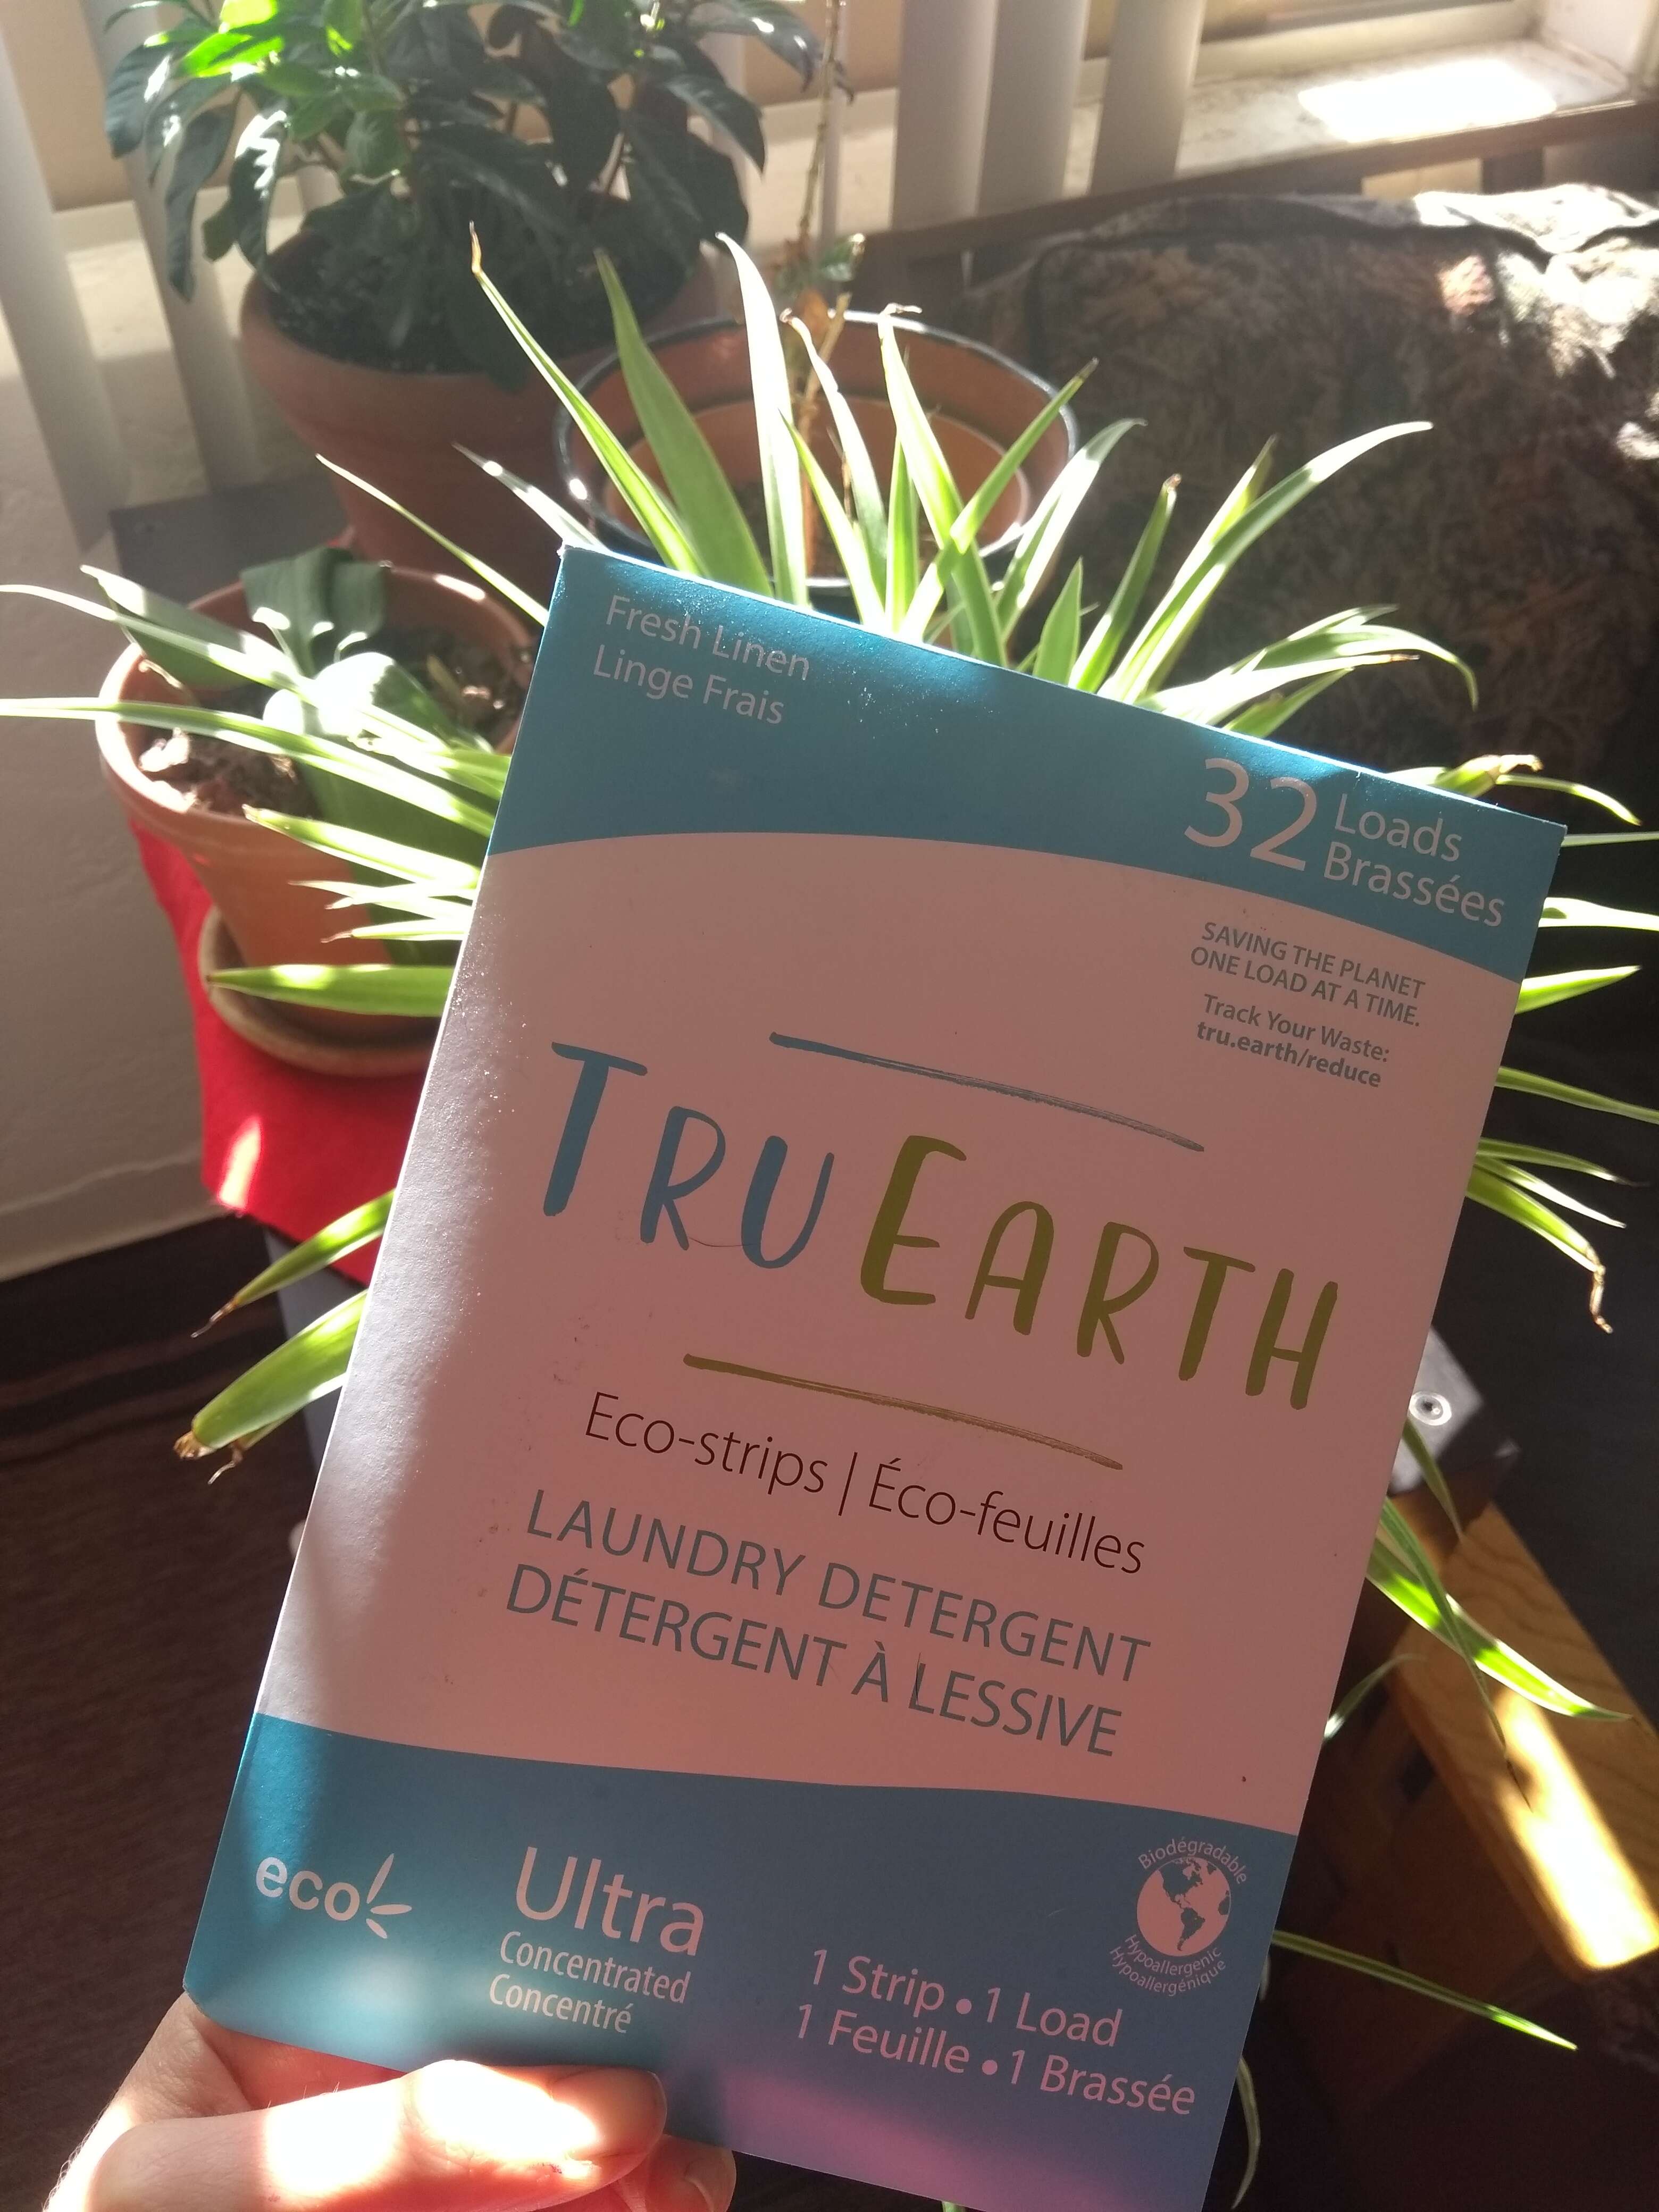 Fresh Linen
Linge Frais
32 Loads
Brassées
SAVING THE PLANET
ONE LOAD AT A TIME.
Track Your Waste:
tru.earth/reduce
TRUEARTH
Eco-strips | Éco-feuilles
LAUNDRY DETERGENT
DÉTERGENT À LESSIVE
eco
Ultra
Concentrated
Concentré
Biodégradable
Hypoallergenic
Hypoallergénique
1 Strip • 1 Load
1 Feuille • 1 Brassée